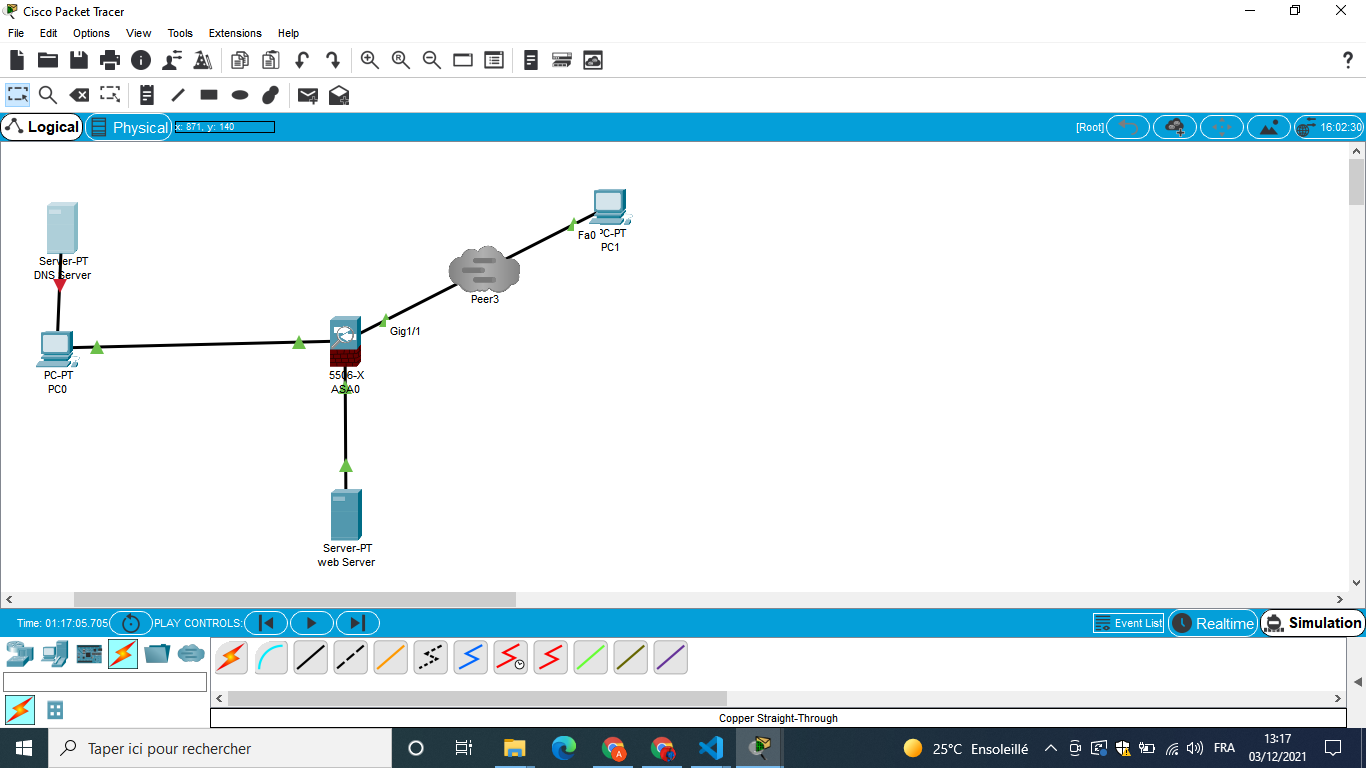 Cisco Packet Tracer
File Edit Options View Tools Extensions Help
Logical Physical x: 871, y: 140 [Root] 16:02:30
Server-PT
DNS Server
PC-PT
PC0
5506-X
ASA0
Gig1/1
Peer3
Fa0
PC-PT
PC1
Server-PT
web Server
Time: 01:17:05.705 PLAY CONTROLS: Event List Realtime Simulation
Copper Straight-Through
Taper ici pour rechercher
25°C Ensoleillé
FRA
13:17
03/12/2021